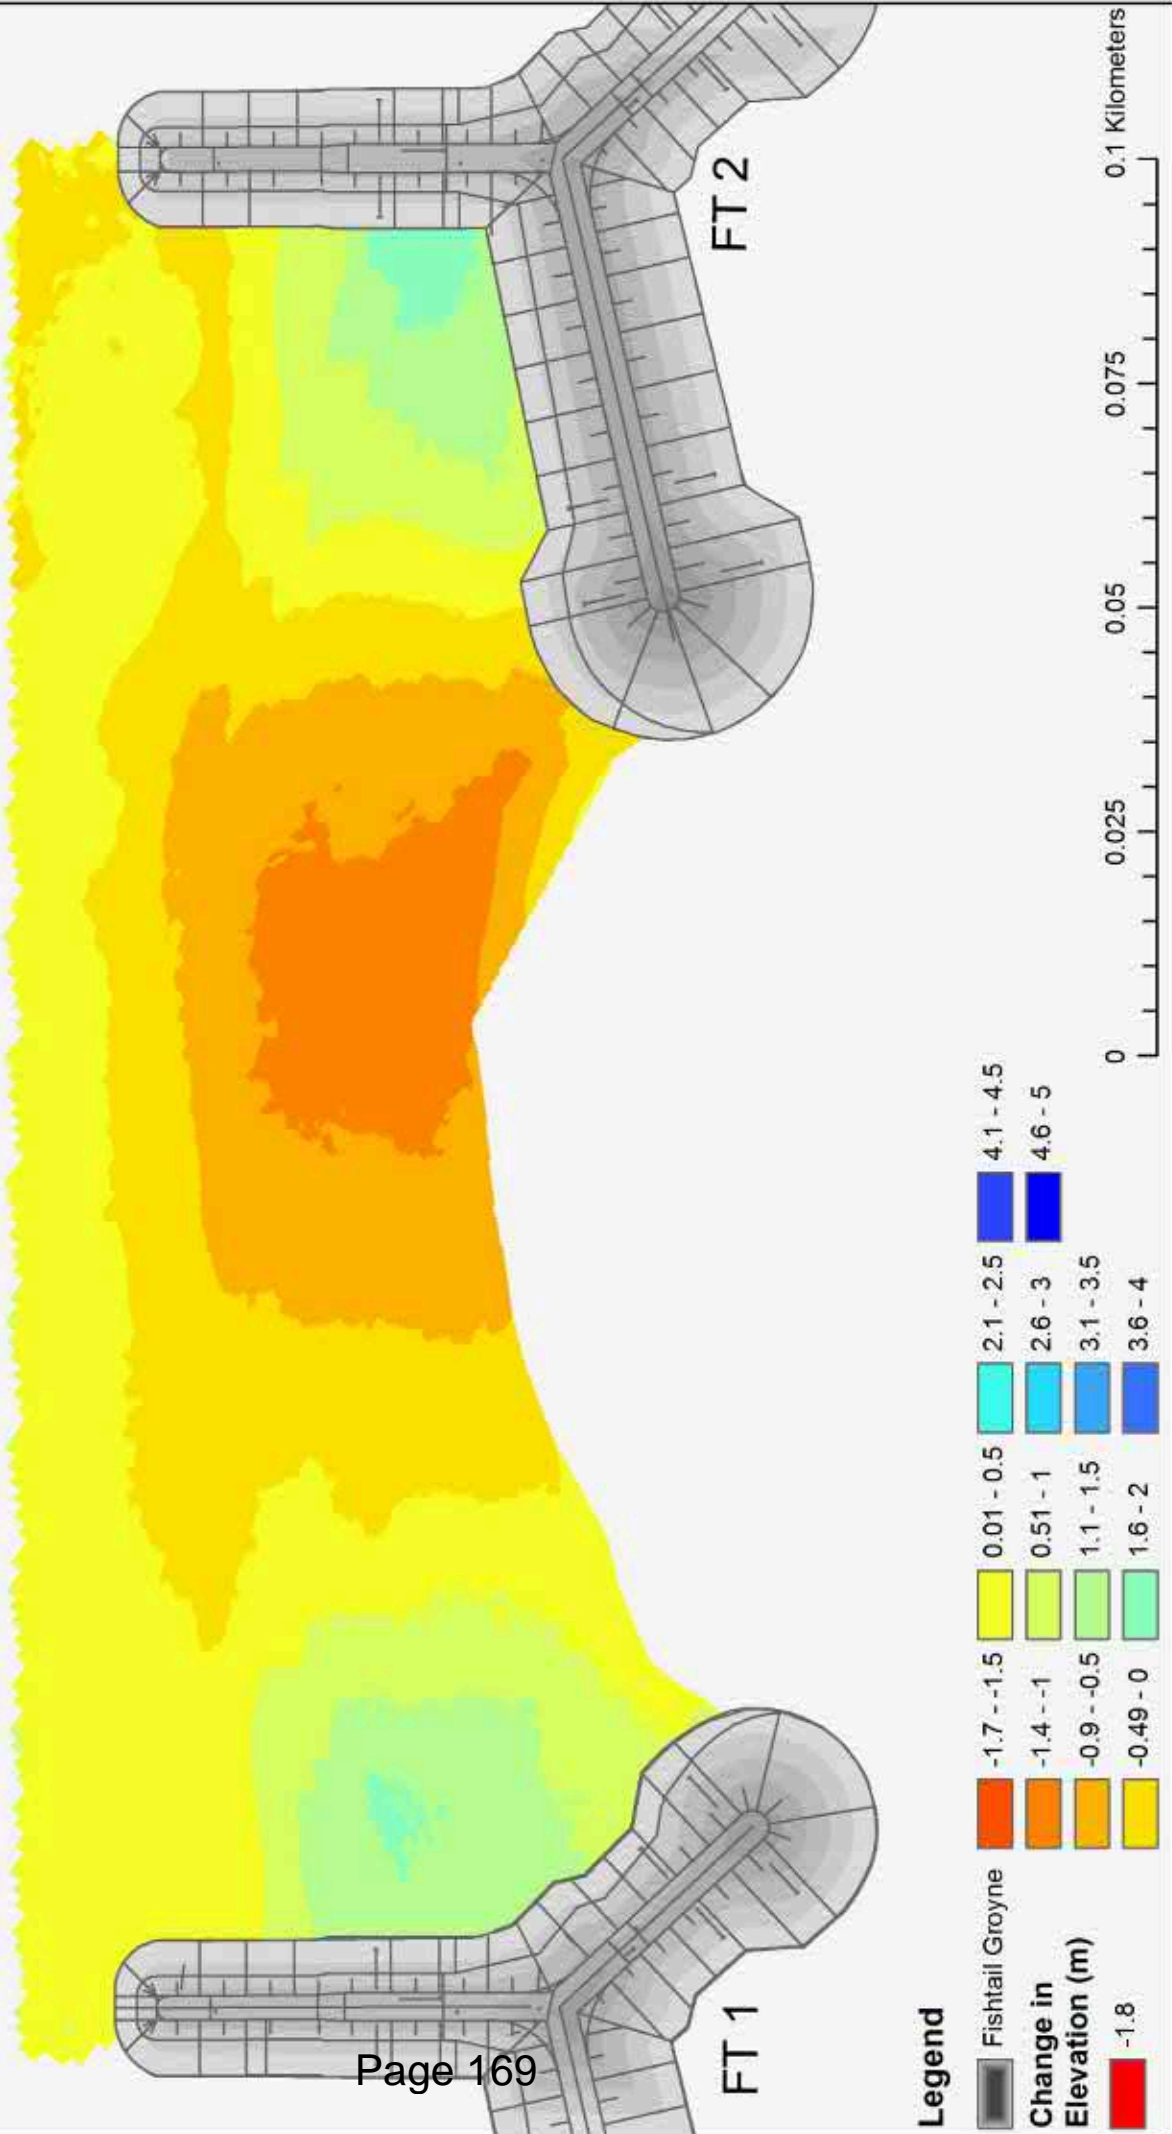 FT 1
FT 2
Legend
Fishtail Groyne
Change in
Elevation (m)
-1.8
-1.7 - -1.5
-1.4 - -1
-0.9 - -0.5
-0.49 - 0
0.01 - 0.5
0.51 - 1
1.1 - 1.5
1.6 - 2
2.1 - 2.5
2.6 - 3
3.1 - 3.5
3.6 - 4
4.1 - 4.5
4.6 - 5
0 0.025 0.05 0.075 0.1 Kilometers
Page 169